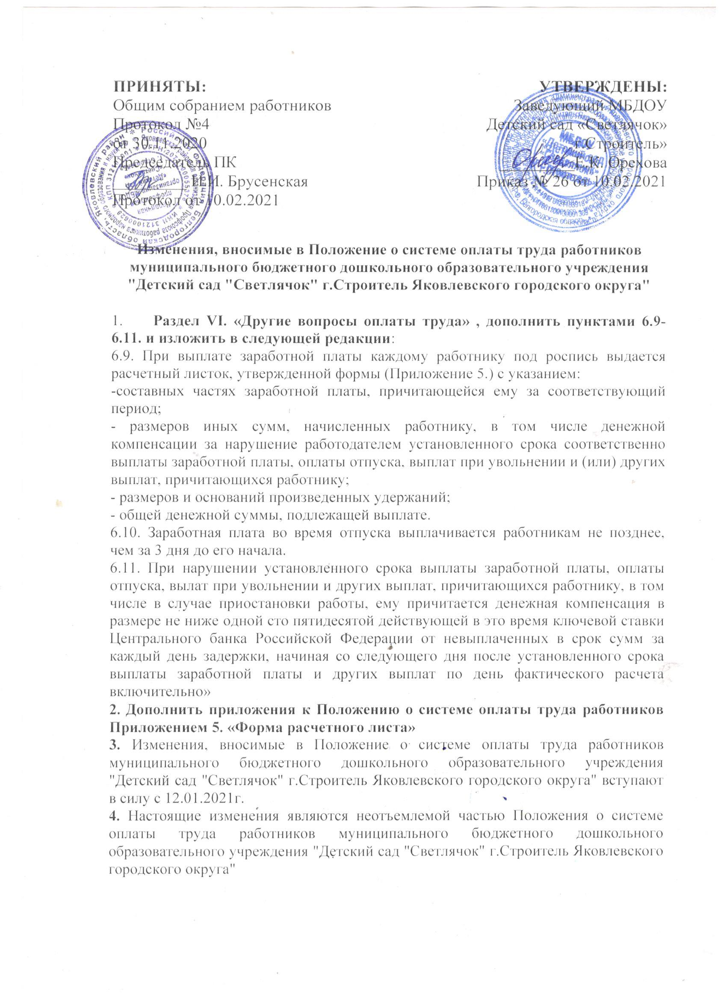 ПРИНЯТЫ:
Общим собранием работников
Протокол №4
от 30.11.2020
Председатель ПК
И.И. Брусенская
Протокол от 10.02.2021
УТВЕРЖДЕНЫ:
Заведующий МБДОУ
Детский сад «Светлячок»
г.Строитель»
Е.К. Орехова
Приказ № 26 от 10.02.2021
Изменения, вносимые в Положение о системе оплаты труда работников
муниципального бюджетного дошкольного образовательного учреждения
"Детский сад "Светлячок" г.Строитель Яковлевского городского округа"
1. Раздел VI. «Другие вопросы оплаты труда» , дополнить пунктами 6.9-
6.11. и изложить в следующей редакции:
6.9. При выплате заработной платы каждому работнику под роспись выдается
расчетный листок, утвержденной формы (Приложение 5.) с указанием:
-составных частях заработной платы, причитающейся ему за соответствующий
период;
- размеров иных сумм, начисленных работнику, в том числе денежной
компенсации за нарушение работодателем установленного срока соответственно
выплаты заработной платы, оплаты отпуска, выплат при увольнении и (или) других
выплат, причитающихся работнику;
- размеров и оснований произведенных удержаний;
- общей денежной суммы, подлежащей выплате.
6.10. Заработная плата во время отпуска выплачивается работникам не позднее,
чем за 3 дня до его начала.
6.11. При нарушении установленного срока выплаты заработной платы, оплаты
отпуска, вылат при увольнении и других выплат, причитающихся работнику, в том
числе в случае приостановки работы, ему причитается денежная компенсация в
размере не ниже одной сто пятидесятой действующей в это время ключевой ставки
Центрального банка Российской Федерации от невыплаченных в срок сумм за
каждый день задержки, начиная со следующего дня после установленного срока
выплаты заработной платы и других выплат по день фактического расчета
включительно»
2. Дополнить приложения к Положению о системе оплаты труда работников
Приложением 5. «Форма расчетного листа»
3. Изменения, вносимые в Положение о системе оплаты труда работников
муниципального бюджетного дошкольного образовательного учреждения
"Детский сад "Светлячок" г.Строитель Яковлевского городского округа" вступают
в силу с 12.01.2021г.
4. Настоящие изменения являются неотъемлемой частью Положения о системе
оплаты труда работников муниципального бюджетного дошкольного
образовательного учреждения "Детский сад "Светлячок" г.Строитель Яковлевского
городского округа"